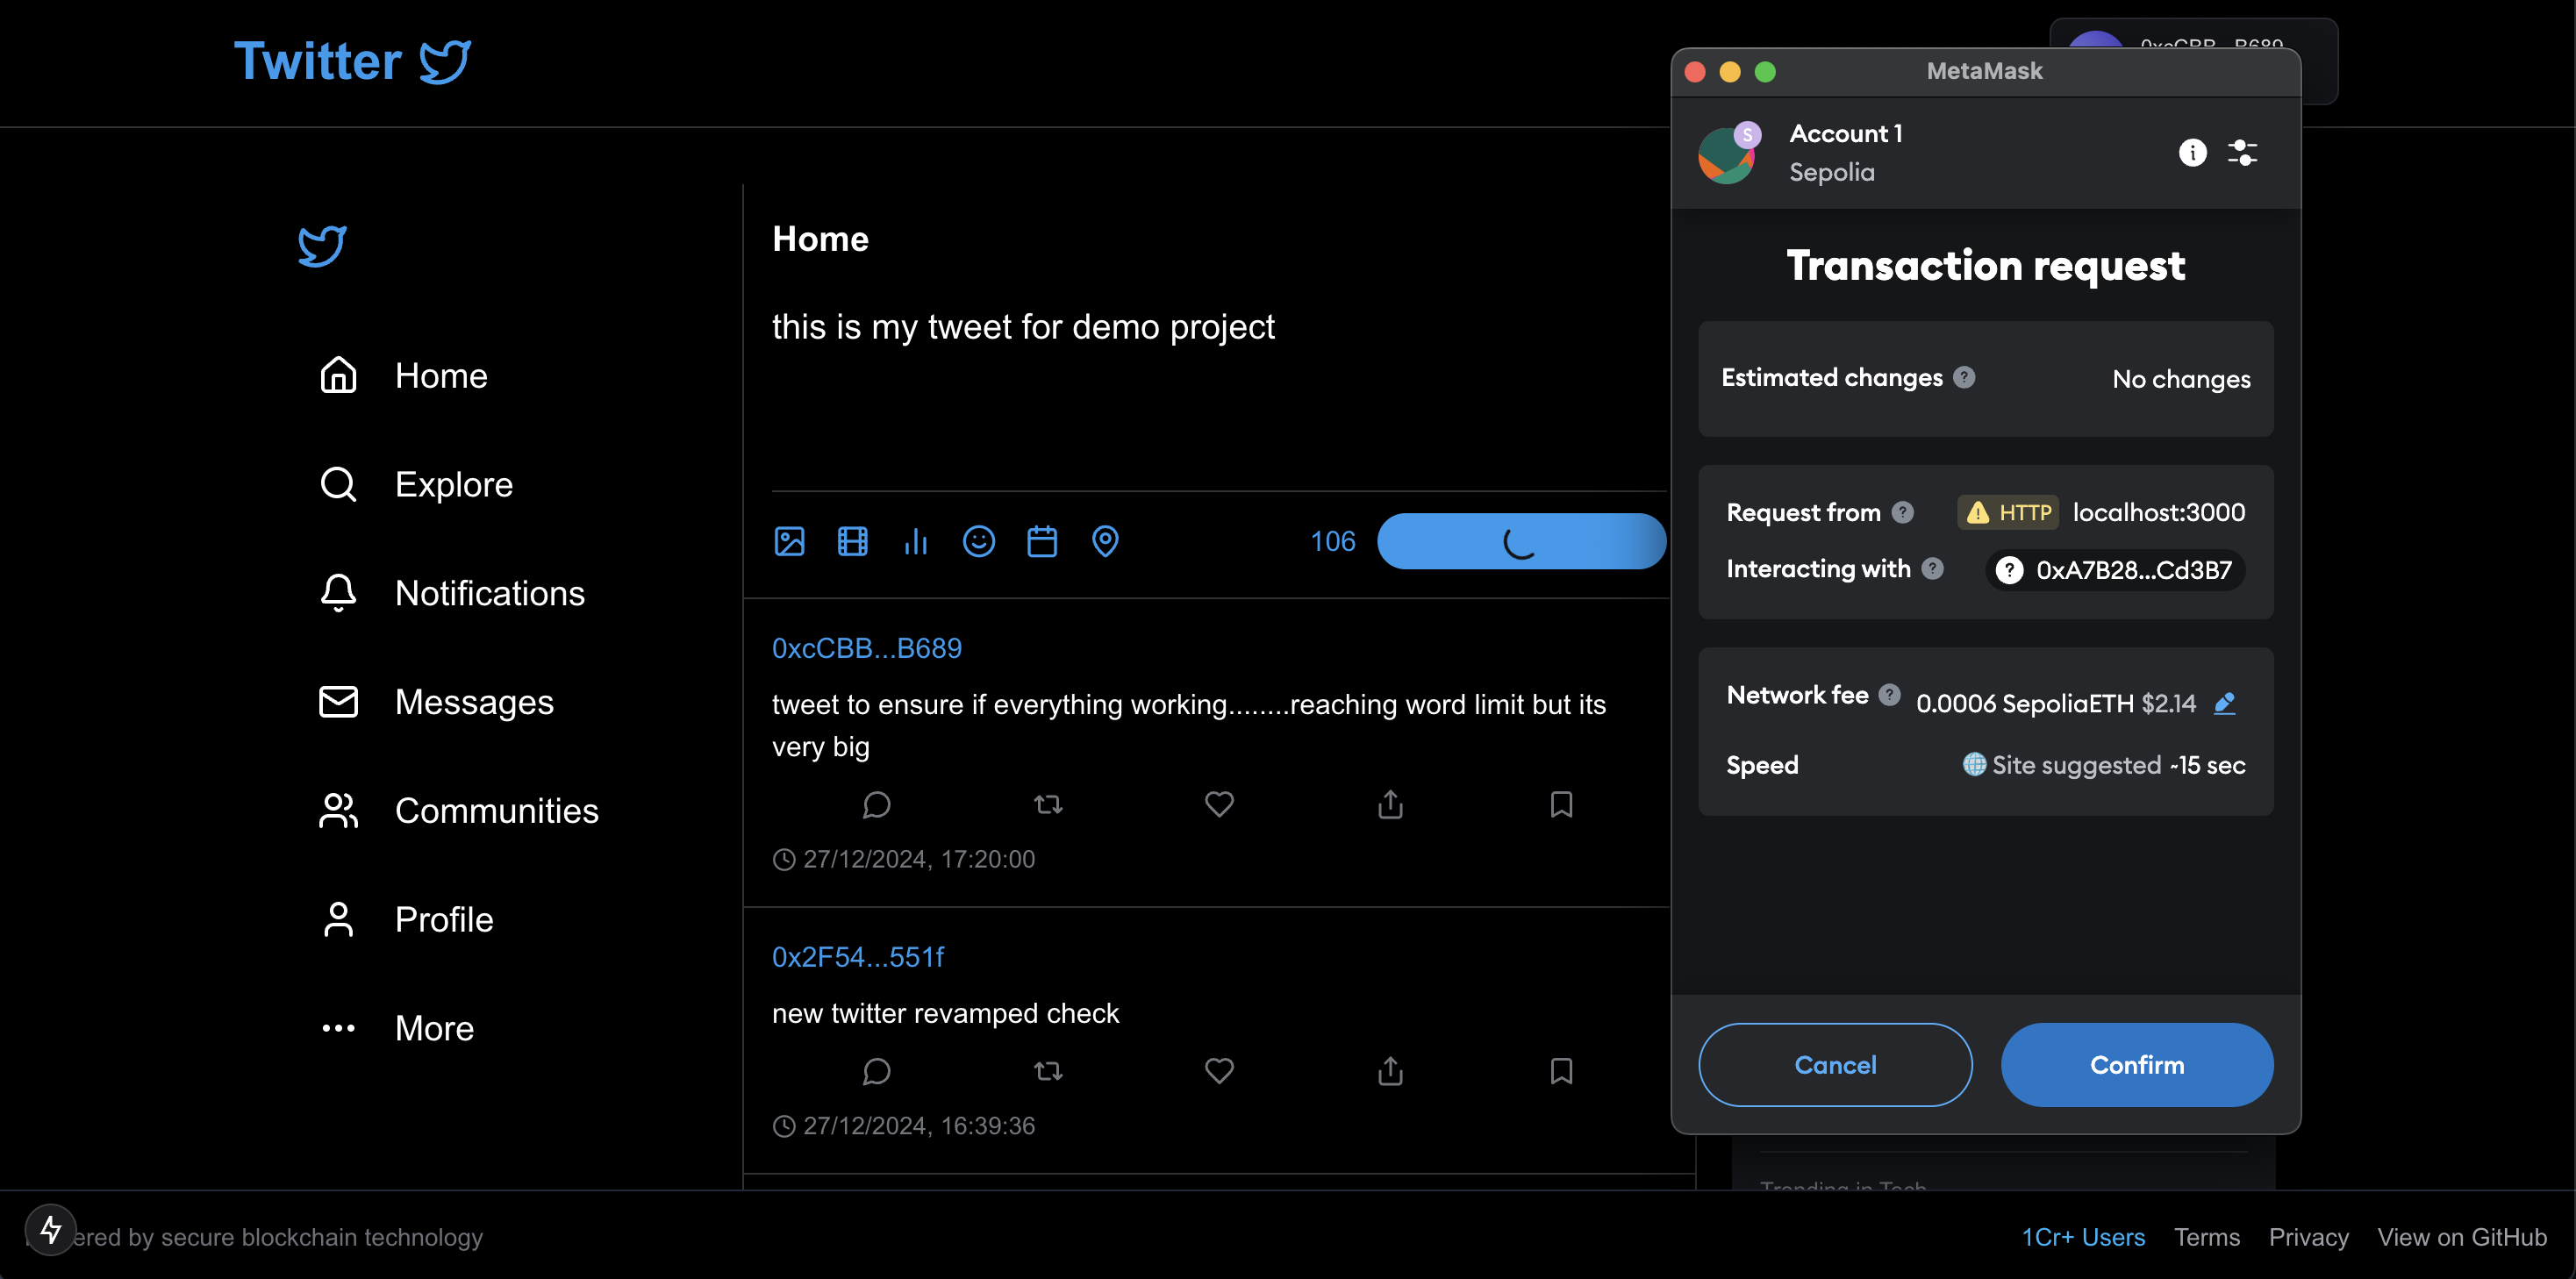 Twitter
Home
Explore
Notifications
Messages
Communities
Profile
More
Home
this is my tweet for demo project
106
0xcCBB...B689
tweet to ensure if everything working........reaching word limit but its
very big
27/12/2024, 17:20:00
0x2F54...551f
new twitter revamped check
27/12/2024, 16:39:36
0xcCBB...B689
MetaMask
S
Account 1
Sepolia
Transaction request
Estimated changes ? No changes
Request from ? HTTP localhost:3000
Interacting with ? 0xA7B28...Cd3B7
Network fee ? 0.0006 SepoliaETH $2.14
Speed Site suggested ~15 sec
Cancel Confirm
Trending in Tech
by secure blockchain technology
1Cr+ Users Terms Privacy View on GitHub